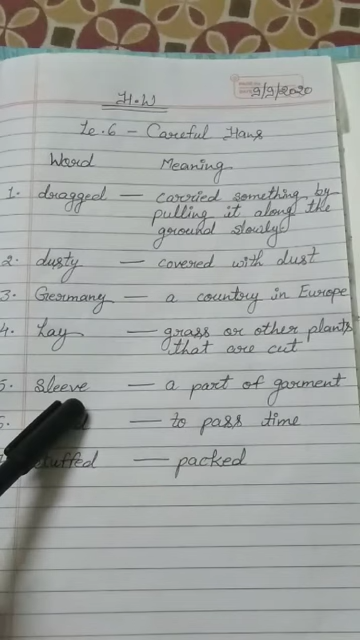 H.W
9/9/2020
Le.6 - Careful Hans
Word Meaning
1. dragged — carried something by
pulling it along the
ground slowly
2. dusty — covered with dust
3. Germany — a country in Europe
4. Hay — grass or other plants
that are cut
5. Sleeve — a part of garment
— to pass time
stuffed — packed